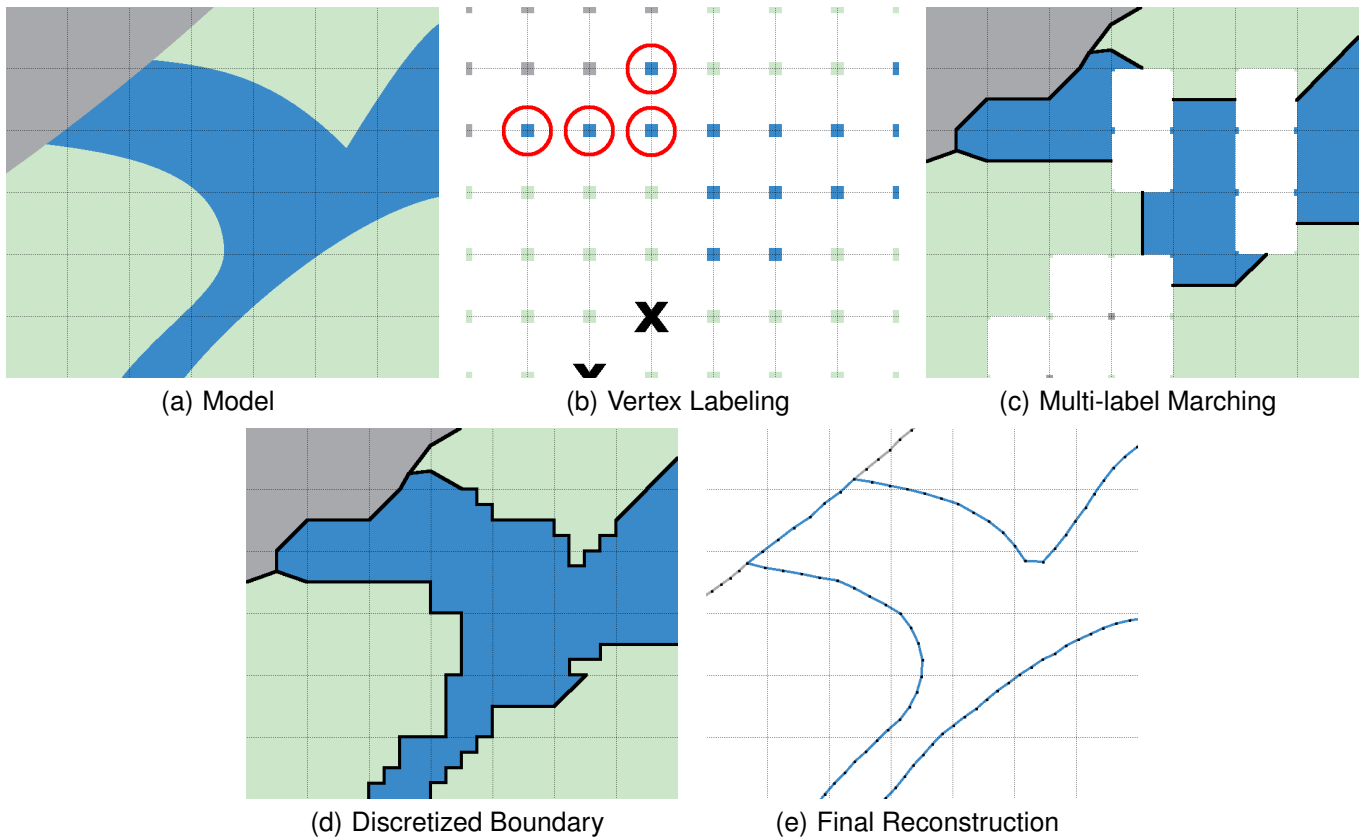 X
X
(a) Model
(b) Vertex Labeling
(c) Multi-label Marching
(d) Discretized Boundary
(e) Final Reconstruction